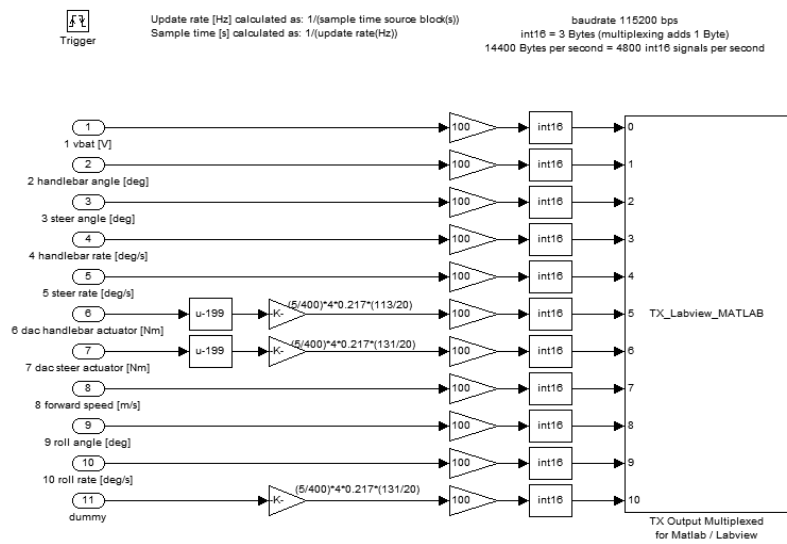 Trigger
Update rate [Hz] calculated as: 1/(sample time source block(s))
Sample time [s] calculated as: 1/(update rate(Hz))
baudrate 115200 bps
int16 = 3 Bytes (multiplexing adds 1 Byte)
14400 Bytes per second = 4800 int16 signals per second
1 100 int16 0
1 vbat [V]
2 100 int16 1
2 handlebar angle [deg]
3 100 int16 2
3 steer angle [deg]
4 100 int16 3
4 handlebar rate [deg/s]
5 100 int16 4
5 steer rate [deg/s]
(5/400)*4*0.217*(113/20)
6 u-199 -K- 100 int16 5 TX_Labview_MATLAB
6 dac handlebar actuator [Nm]
(5/400)*4*0.217*(131/20)
7 u-199 -K- 100 int16 6
7 dac steer actuator [Nm]
8 100 int16 7
8 forward speed [m/s]
9 100 int16 8
9 roll angle [deg]
10 100 int16 9
10 roll rate [deg/s]
(5/400)*4*0.217*(131/20)
11 -K- 100 int16 10
dummy
TX Output Multiplexed
for Matlab / Labview